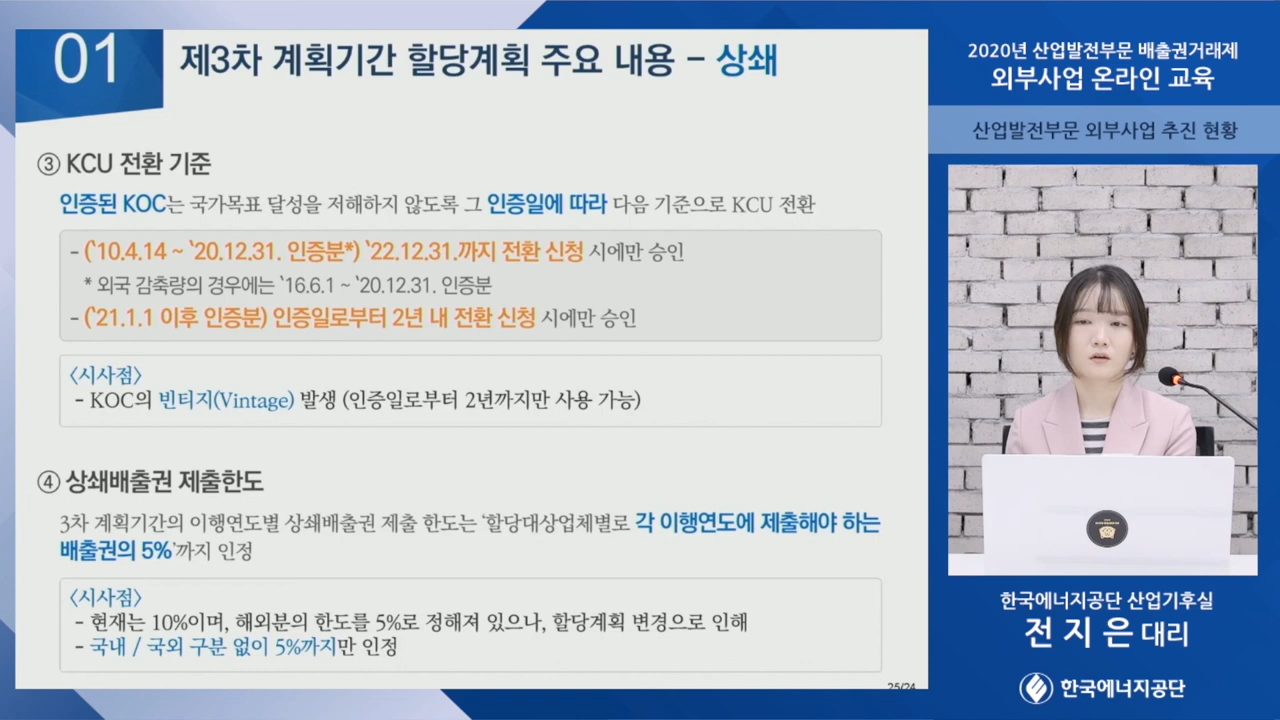 01
제3차 계획기간 할당계획 주요 내용 – 상쇄
③ KCU 전환 기준
인증된 KOC는 국가목표 달성을 저해하지 않도록 그 인증일에 따라 다음 기준으로 KCU 전환
- (‘10.4.14 ~ ‘20.12.31. 인증분*) ‘22.12.31.까지 전환 신청 시에만 승인
* 외국 감축량의 경우에는 ‘16.6.1 ~ ‘20.12.31. 인증분
- (‘21.1.1 이후 인증분) 인증일로부터 2년 내 전환 신청 시에만 승인
〈시사점〉
- KOC의 빈티지(Vintage) 발생 (인증일로부터 2년까지만 사용 가능)
④ 상쇄배출권 제출한도
3차 계획기간의 이행연도별 상쇄배출권 제출 한도는 ‘할당대상업체별로 각 이행연도에 제출해야 하는
배출권의 5%’까지 인정
〈시사점〉
- 현재는 10%이며, 해외분의 한도를 5%로 정해져 있으나, 할당계획 변경으로 인해
- 국내 / 국외 구분 없이 5%까지만 인정
25/24
2020년 산업발전부문 배출권거래제
외부사업 온라인 교육
산업발전부문 외부사업 추진 현황
한국에너지공단 산업기후실
전 지 은 대리
한국에너지공단